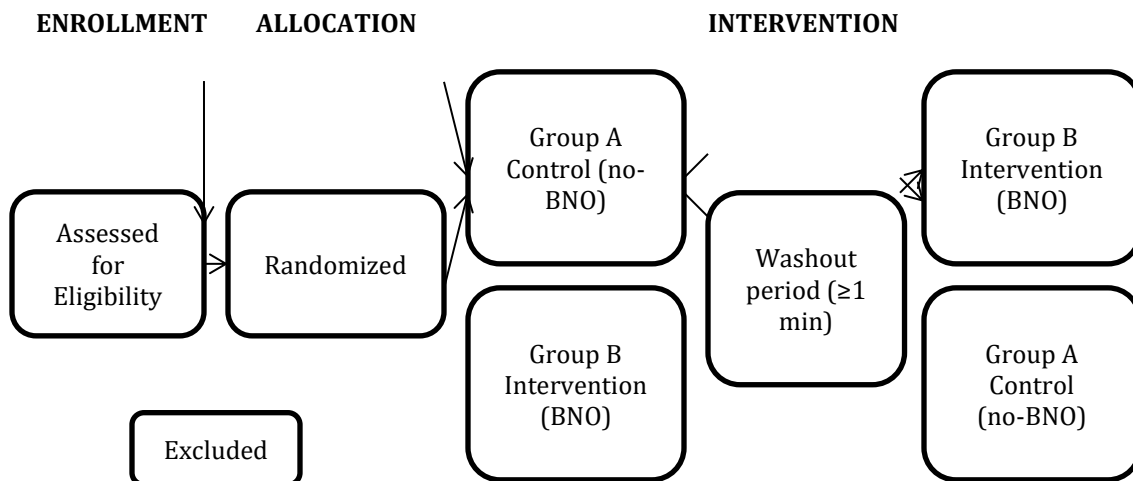 ENROLLMENT
ALLOCATION
INTERVENTION
Assessed
for
Eligibility
Randomized
Group A
Control (no-
BNO)
Group B
Intervention
(BNO)
Washout
period (≥1
min)
Group B
Intervention
(BNO)
Group A
Control
(no-BNO)
Excluded